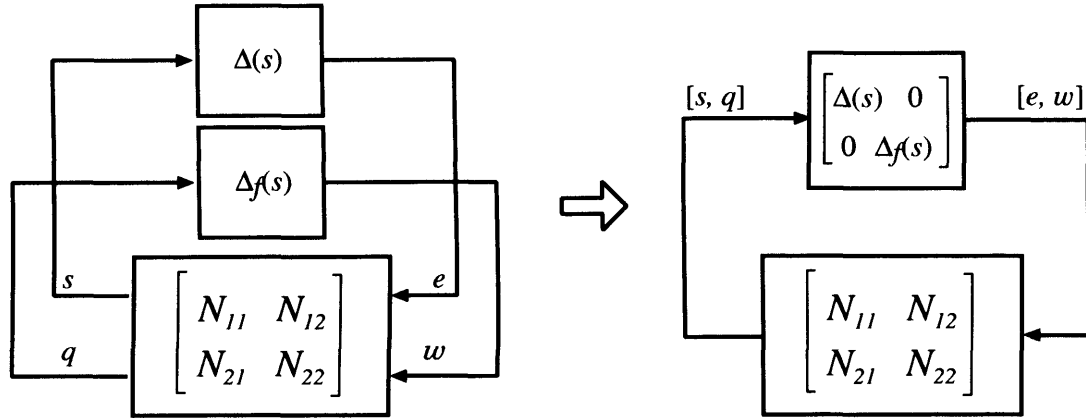 Δ(s)
Δf(s)
s
e
q
w
N11 N12
N21 N22
[s, q]
[e, w]
Δ(s) 0
0 Δf(s)
N11 N12
N21 N22